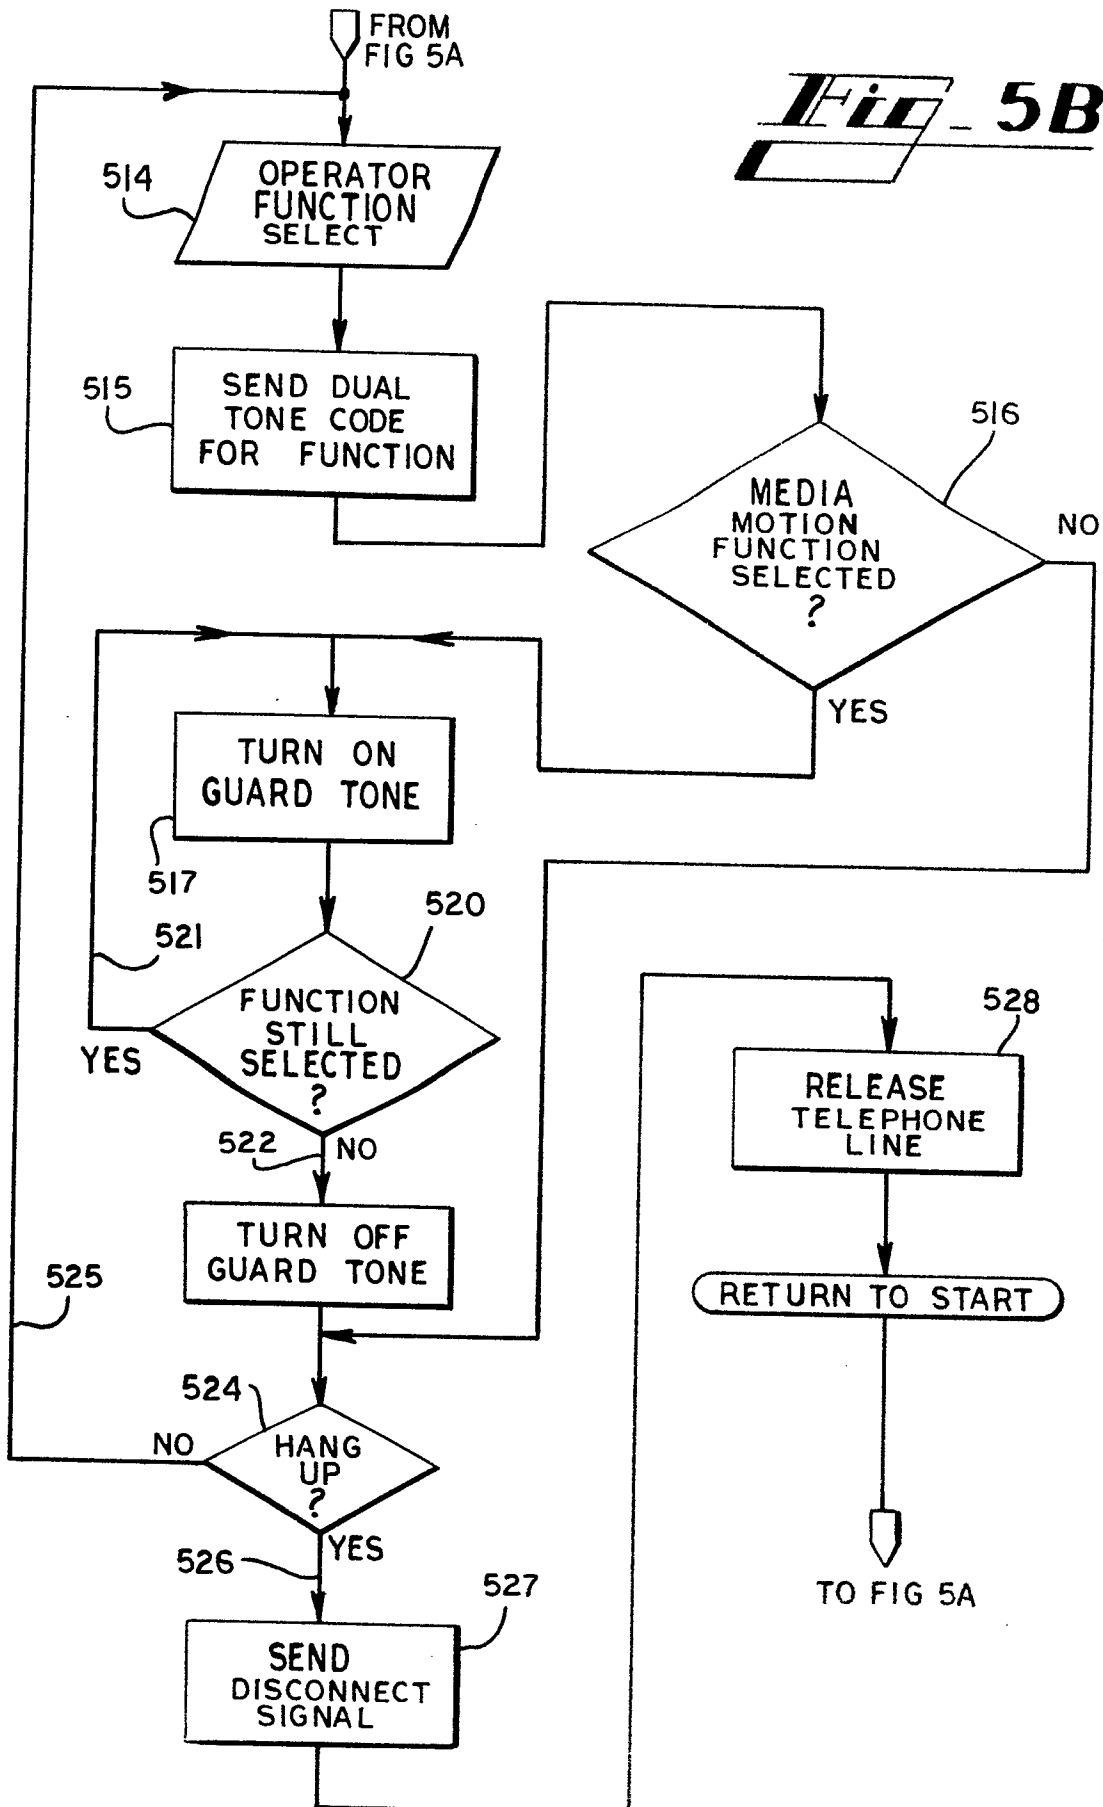 FROM
FIG 5A
Fig_5B
514
OPERATOR
FUNCTION
SELECT
515
SEND DUAL
TONE CODE
FOR FUNCTION
516
MEDIA
MOTION
FUNCTION
SELECTED
?
NO
YES
TURN ON
GUARD TONE
517
520
521
FUNCTION
STILL
SELECTED
?
YES
522
NO
TURN OFF
GUARD TONE
525
524
HANG
UP
?
NO
YES
526
527
SEND
DISCONNECT
SIGNAL
528
RELEASE
TELEPHONE
LINE
RETURN TO START
TO FIG 5A